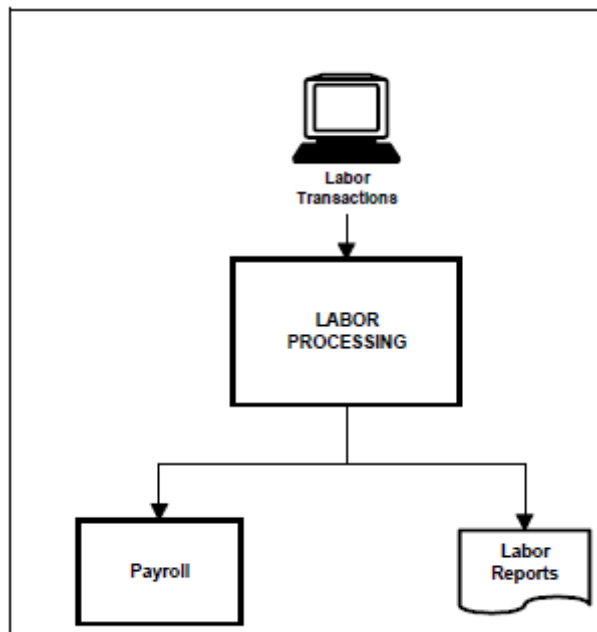 Labor
Transactions
LABOR
PROCESSING
Payroll
Labor
Reports